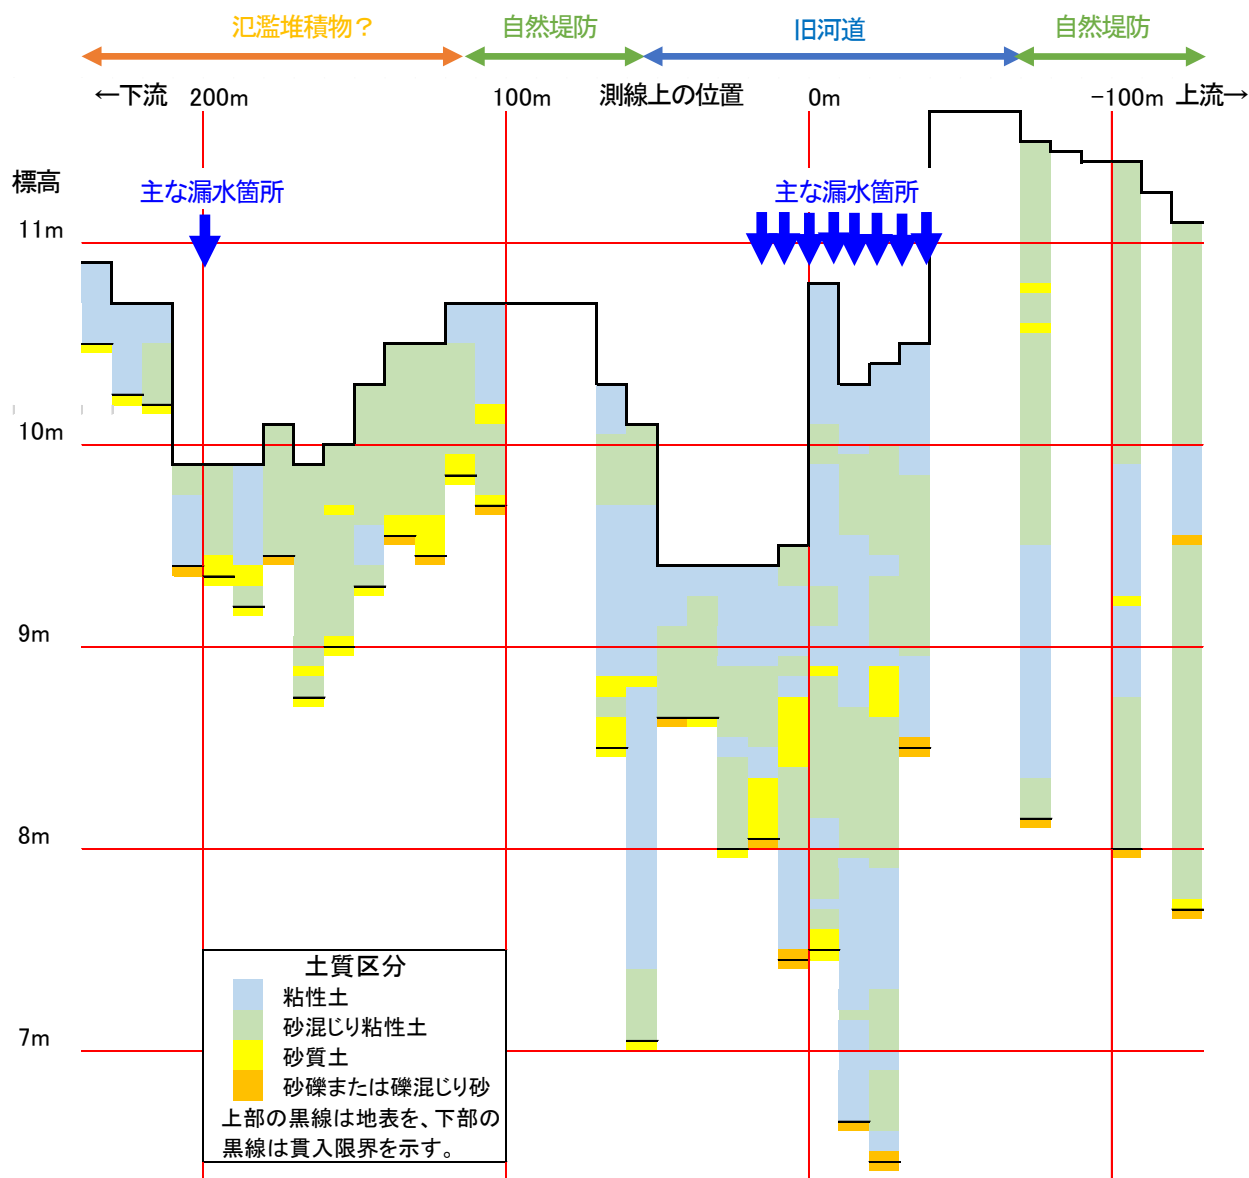 氾濫堆積物？
自然堤防
旧河道
自然堤防
←下流
200m
100m
測線上の位置
0m
-100m
上流→
標高
主な漏水箇所
主な漏水箇所
11m
10m
9m
8m
7m
土質区分
粘性土
砂混じり粘性土
砂質土
砂礫または礫混じり砂
上部の黒線は地表を、下部の
黒線は貫入限界を示す。